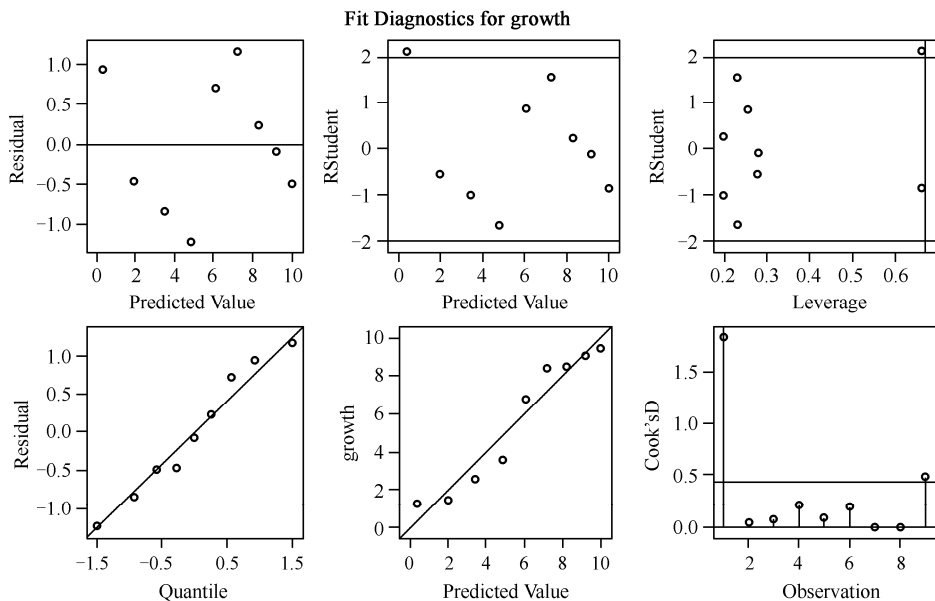 Fit Diagnostics for growth
Residual
1.0
0.5
0.0
−0.5
−1.0
0 2 4 6 8 10
Predicted Value
RStudent
2
1
0
−1
−2
0 2 4 6 8 10
Predicted Value
RStudent
2
1
0
−1
−2
0.2 0.3 0.4 0.5 0.6
Leverage
Residual
1.0
0.5
0.0
−0.5
−1.0
−1.5 −0.5 0.5 1.5
Quantile
growth
10
8
6
4
2
0
0 2 4 6 8 10
Predicted Value
Cook'sD
1.5
1.0
0.5
0.0
2 4 6 8
Observation